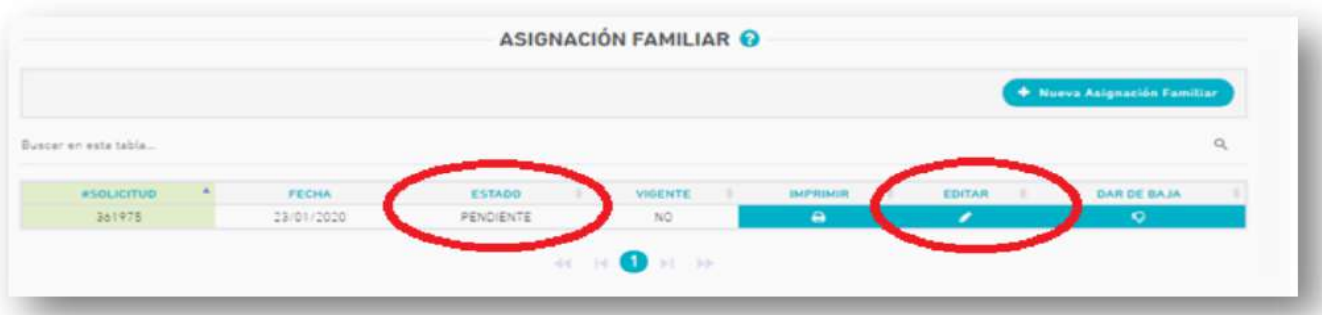 ASIGNACIÓN FAMILIAR ?
+ Nueva Asignación Familiar
Buscar en esta tabla...
#SOLICITUD FECHA ESTADO VIGENTE IMPRIMIR EDITAR DAR DE BAJA
361975 23/01/2020 PENDIENTE NO
1